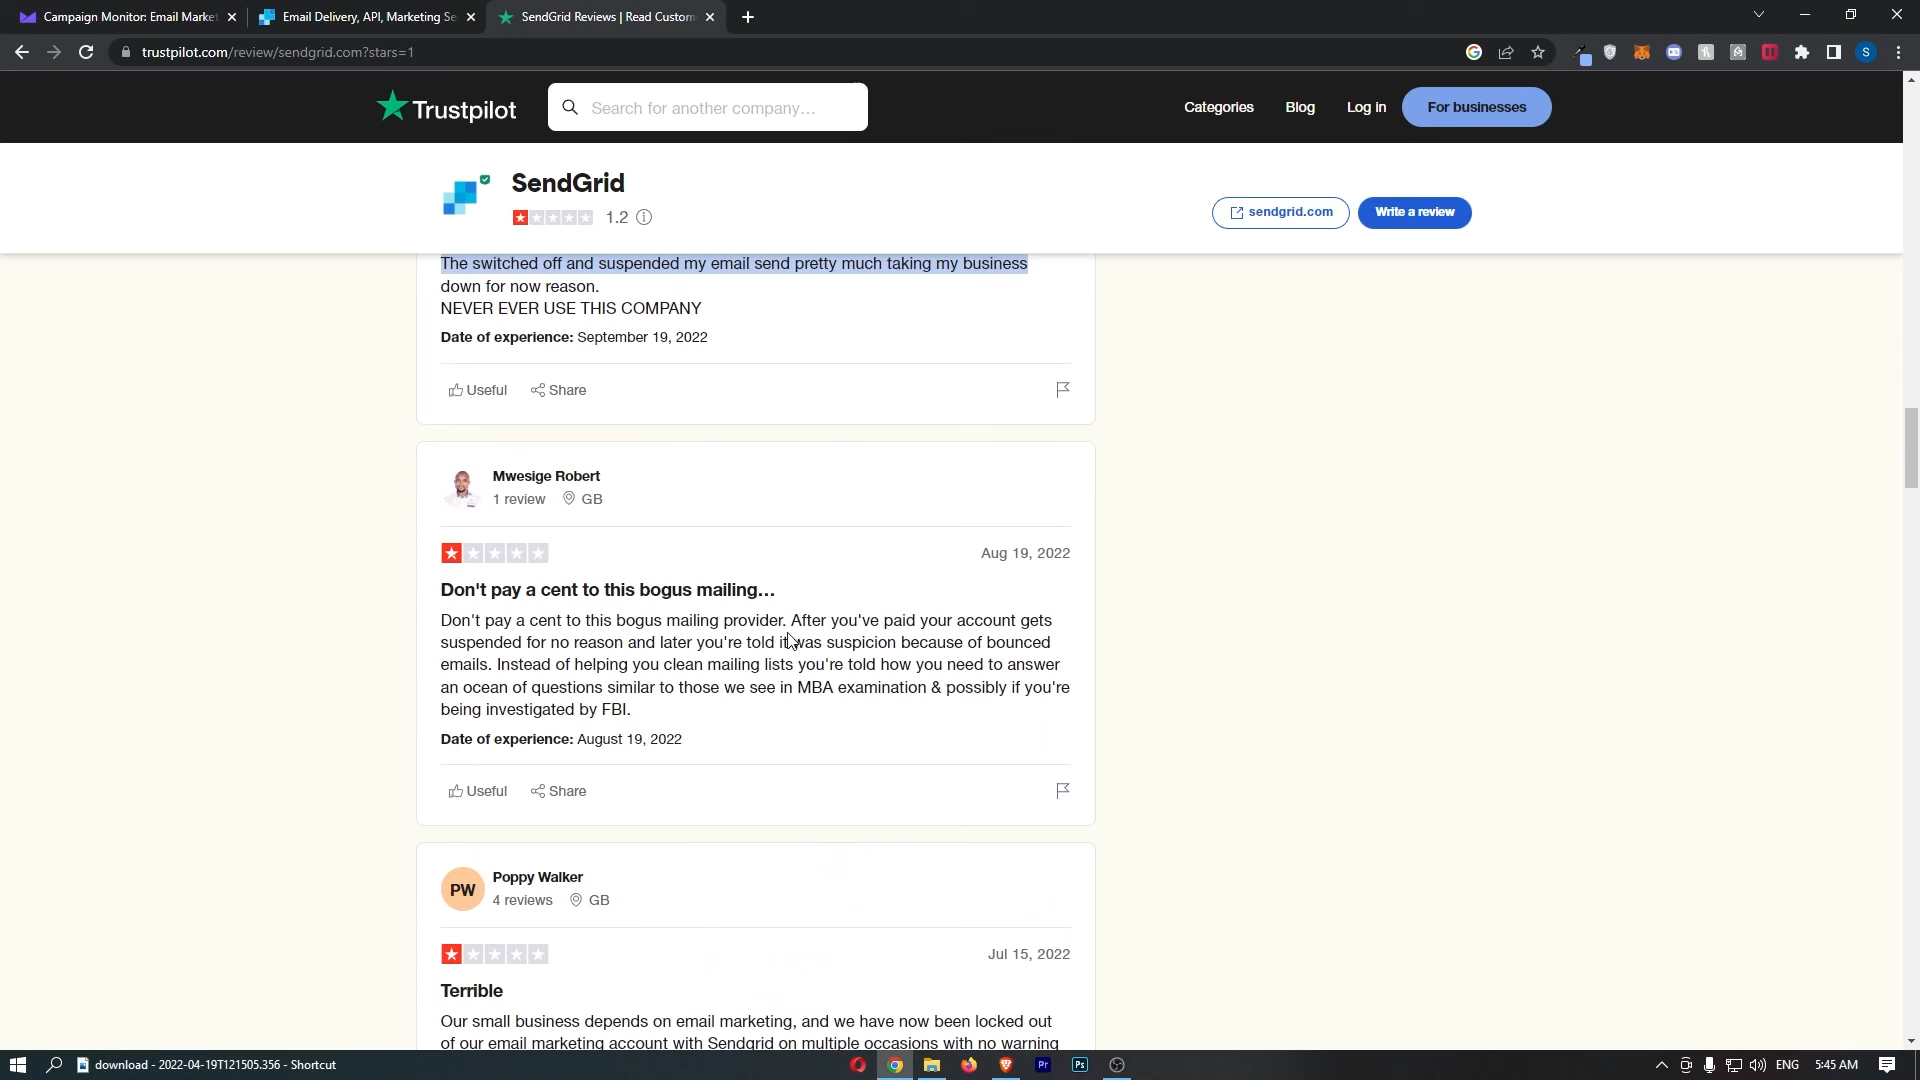 Campaign Monitor: Email Market
Email Delivery, API, Marketing Se
SendGrid Reviews | Read Custom
trustpilot.com/review/sendgrid.com?stars=1
S
Trustpilot
Search for another company...
Categories
Blog
Log in
For businesses
SendGrid
1.2
sendgrid.com
Write a review
The switched off and suspended my email send pretty much taking my business
down for now reason.
NEVER EVER USE THIS COMPANY
Date of experience: September 19, 2022
Useful
Share
Mwesige Robert
1 review
GB
Aug 19, 2022
Don't pay a cent to this bogus mailing...
Don't pay a cent to this bogus mailing provider. After you've paid your account gets
suspended for no reason and later you're told it was suspicion because of bounced
emails. Instead of helping you clean mailing lists you're told how you need to answer
an ocean of questions similar to those we see in MBA examination & possibly if you're
being investigated by FBI.
Date of experience: August 19, 2022
Useful
Share
PW
Poppy Walker
4 reviews
GB
Jul 15, 2022
Terrible
Our small business depends on email marketing, and we have now been locked out
of our email marketing account with Sendgrid on multiple occasions with no warning
download - 2022-04-19T121505.356 - Shortcut
Pr
Ps
ENG
5:45 AM